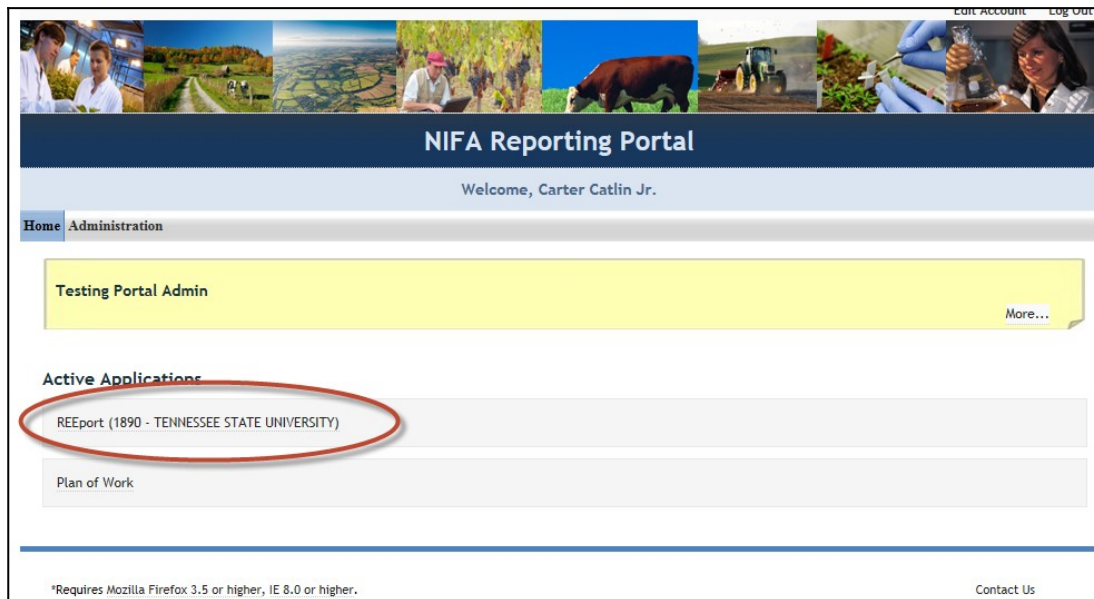 Edit Account Log Out
NIFA Reporting Portal
Welcome, Carter Catlin Jr.
Home Administration
Testing Portal Admin
More...
Active Applications
REEport (1890 - TENNESSEE STATE UNIVERSITY)
Plan of Work
*Requires Mozilla Firefox 3.5 or higher, IE 8.0 or higher. Contact Us